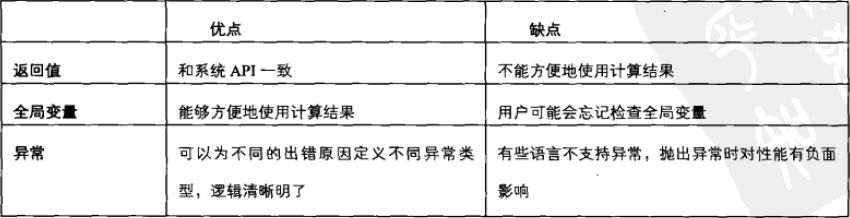 优点 缺点
返回值 和系统 API 一致 不能方便地使用计算结果
全局变量 能够方便地使用计算结果 用户可能会忘记检查全局变量
异常 可以为不同的出错原因定义不同异常类 有些语言不支持异常，抛出异常时对性能有负面
型，逻辑清晰明了 影响